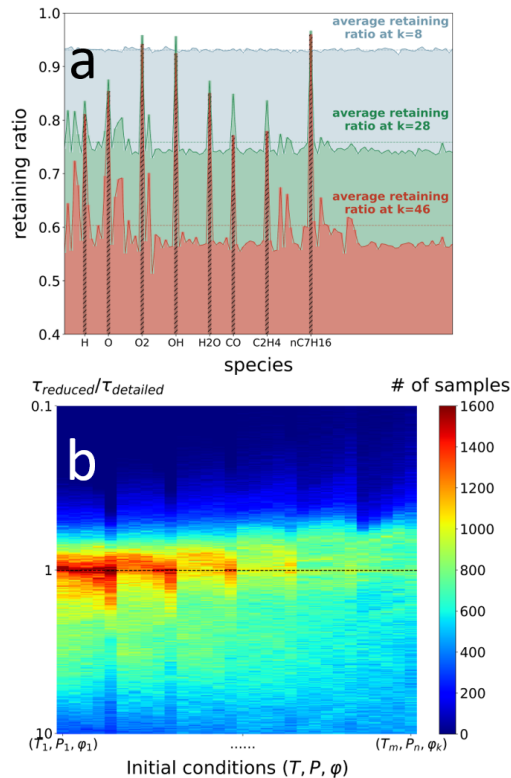 1.0
0.9
0.8
0.7
0.6
0.5
0.4
retaining ratio
a
average retaining
ratio at k=8
average retaining
ratio at k=28
average retaining
ratio at k=46
H O O2 OH H2O CO C2H4 nC7H16
species
τreduced/τdetailed
# of samples
0.1
1
10
b
1600
1400
1200
1000
800
600
400
200
0
(T1, P1, φ1) ...... (Tm, Pn, φk)
Initial conditions (T, P, φ)